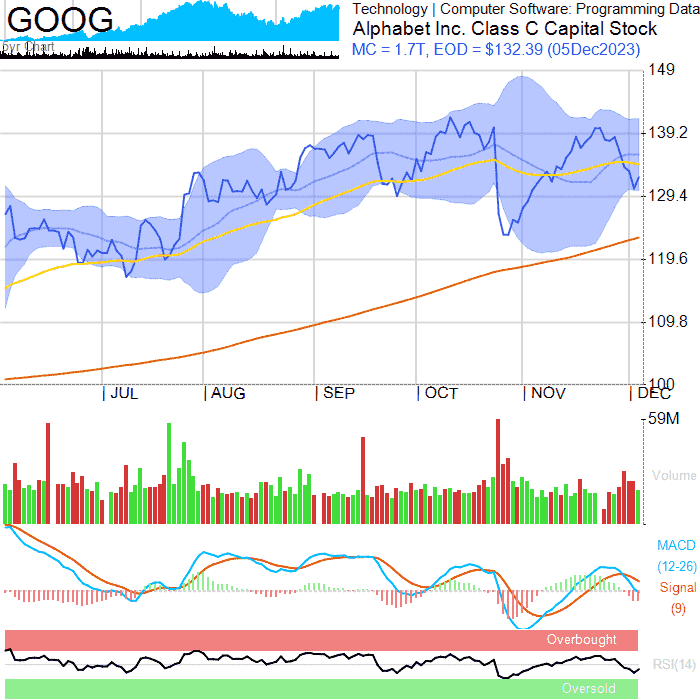 GOOG
5yr Chart
Technology | Computer Software: Programming Data
Alphabet Inc. Class C Capital Stock
MC = 1.7T, EOD = $132.39 (05Dec2023)
149
139.2
129.4
119.6
109.8
100
| JUL | AUG | SEP | OCT | NOV | DEC
59M
Volume
MACD
(12-26)
Signal
(9)
Overbought
RSI(14)
Oversold